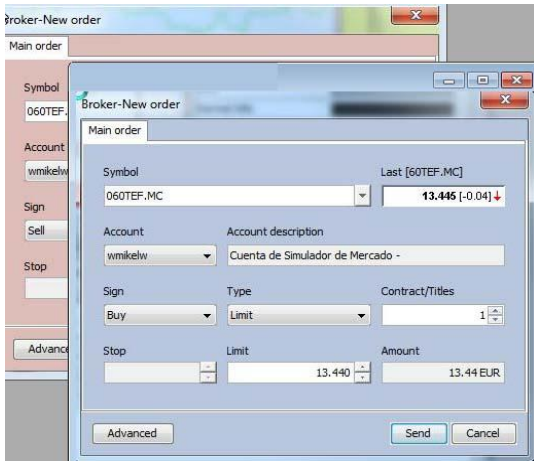 Broker-New order
Main order
Symbol
060TEF.
Account
wmikelw
Sign
Sell
Stop
Advance
Broker-New order
Main order
Symbol
Last [60TEF.MC]
060TEF.MC
13.445 [-0.04]
Account
Account description
wmikelw
Cuenta de Simulador de Mercado -
Sign
Type
Contract/Titles
Buy
Limit
1
Stop
Limit
Amount
13.440
13.44 EUR
Advanced
Send
Cancel